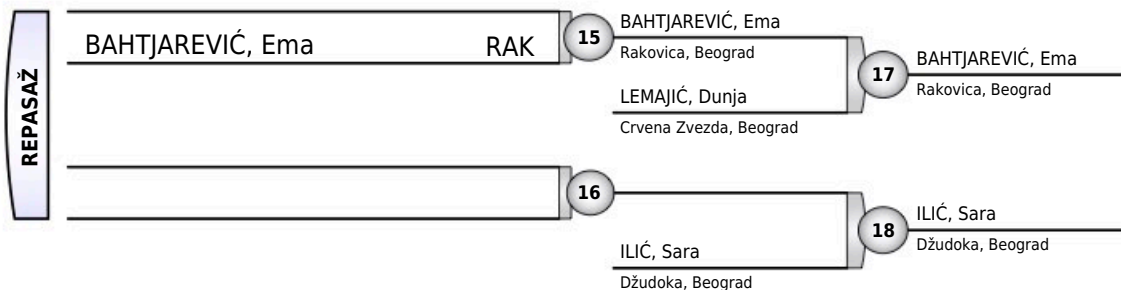 REPASAŽ
BAHTJAREVIĆ, Ema RAK
15
BAHTJAREVIĆ, Ema
Rakovica, Beograd
LEMAJIĆ, Dunja
Crvena Zvezda, Beograd
17
BAHTJAREVIĆ, Ema
Rakovica, Beograd
16
ILIĆ, Sara
Džudoka, Beograd
18
ILIĆ, Sara
Džudoka, Beograd